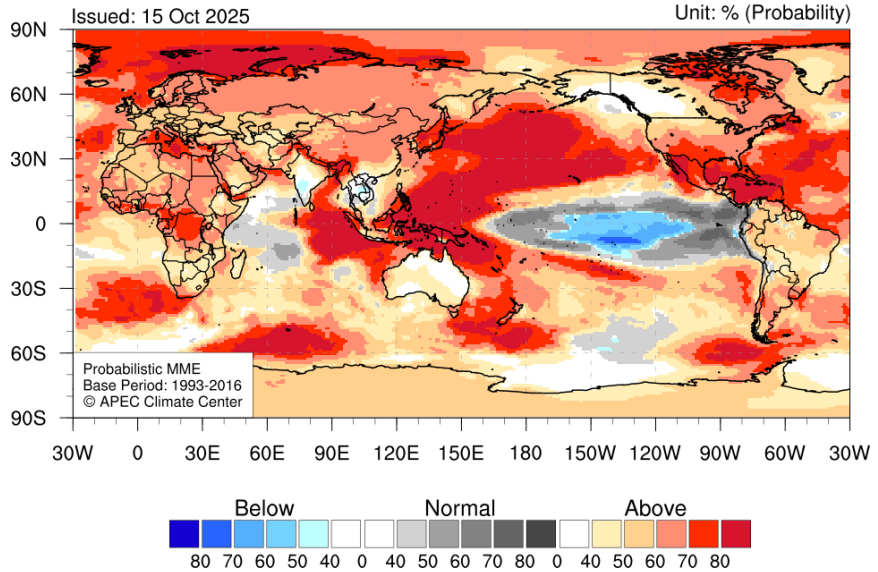 Issued: 15 Oct 2025
Unit: % (Probability)
90N
60N
30N
0
30S
60S
90S
Probabilistic MME
Base Period: 1993-2016
© APEC Climate Center
30W 0 30E 60E 90E 120E 150E 180 150W 120W 90W 60W 30W
Below Normal Above
80 70 60 50 40 0 40 50 60 70 80 0 40 50 60 70 80